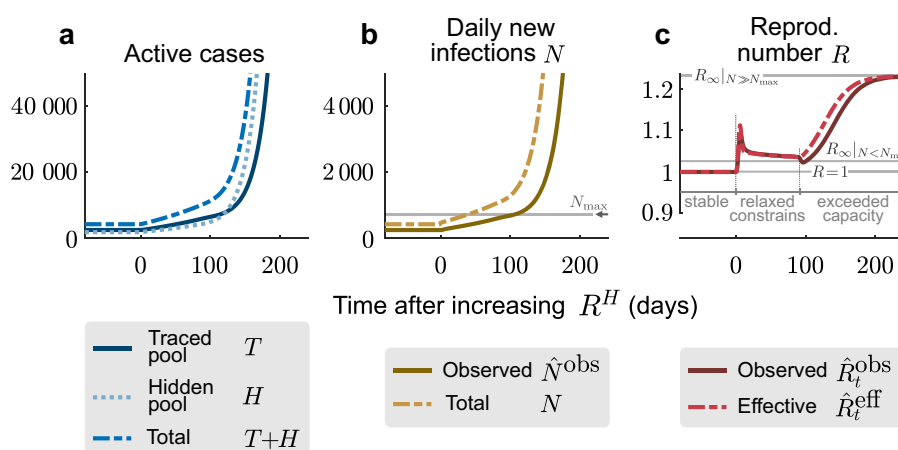 a
Active cases
40 000
20 000
0
0
100
200
b
Daily new
infections N
4 000
2 000
0
N_max
0
100
200
c
Reprod.
number R
1.2
1.1
1
0.9
R_∞|_{N≫N_max}
R_∞|_{N<N_m
R=1
stable
relaxed
constrains
exceeded
capacity
0
100
200
Time after increasing R^H (days)
Traced
pool T
Hidden
pool H
Total T+H
Observed N̂^obs
Total N
Observed R̂_t^obs
Effective R̂_t^eff